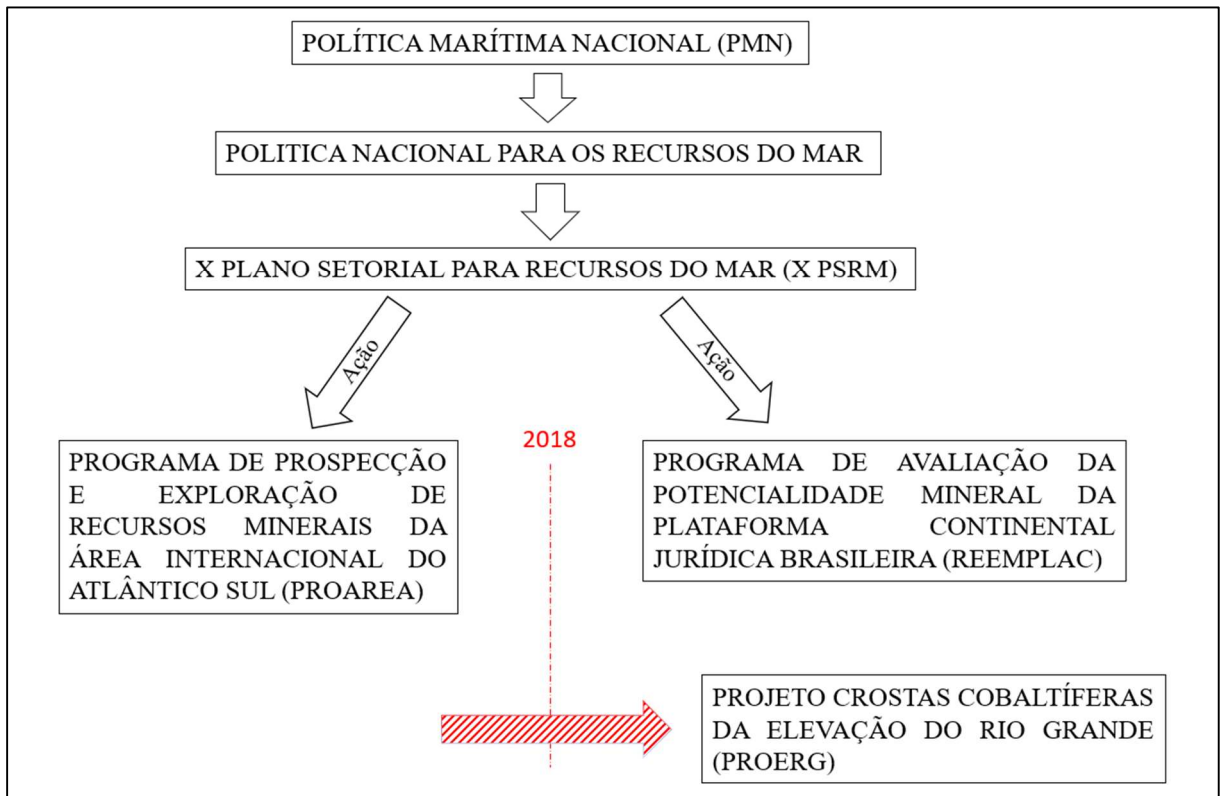 POLÍTICA MARÍTIMA NACIONAL (PMN)
POLITICA NACIONAL PARA OS RECURSOS DO MAR
X PLANO SETORIAL PARA RECURSOS DO MAR (X PSRM)
Ação
Ação
PROGRAMA DE PROSPECÇÃO
E EXPLORAÇÃO DE
RECURSOS MINERAIS DA
ÁREA INTERNACIONAL DO
ATLÂNTICO SUL (PROAREA)
2018
PROGRAMA DE AVALIAÇÃO DA
POTENCIALIDADE MINERAL DA
PLATAFORMA CONTINENTAL
JURÍDICA BRASILEIRA (REEMPLAC)
PROJETO CROSTAS COBALTÍFERAS
DA ELEVAÇÃO DO RIO GRANDE
(PROERG)